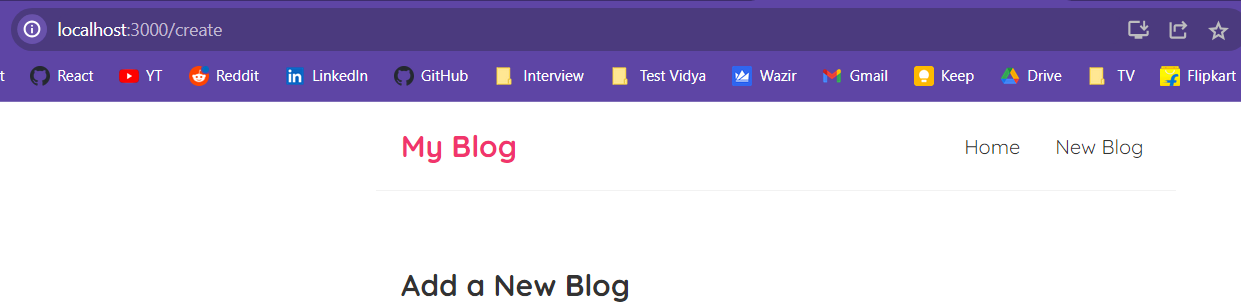 localhost:3000/create
t React YT Reddit LinkedIn GitHub Interview Test Vidya Wazir Gmail Keep Drive TV Flipkart
My Blog Home New Blog
Add a New Blog